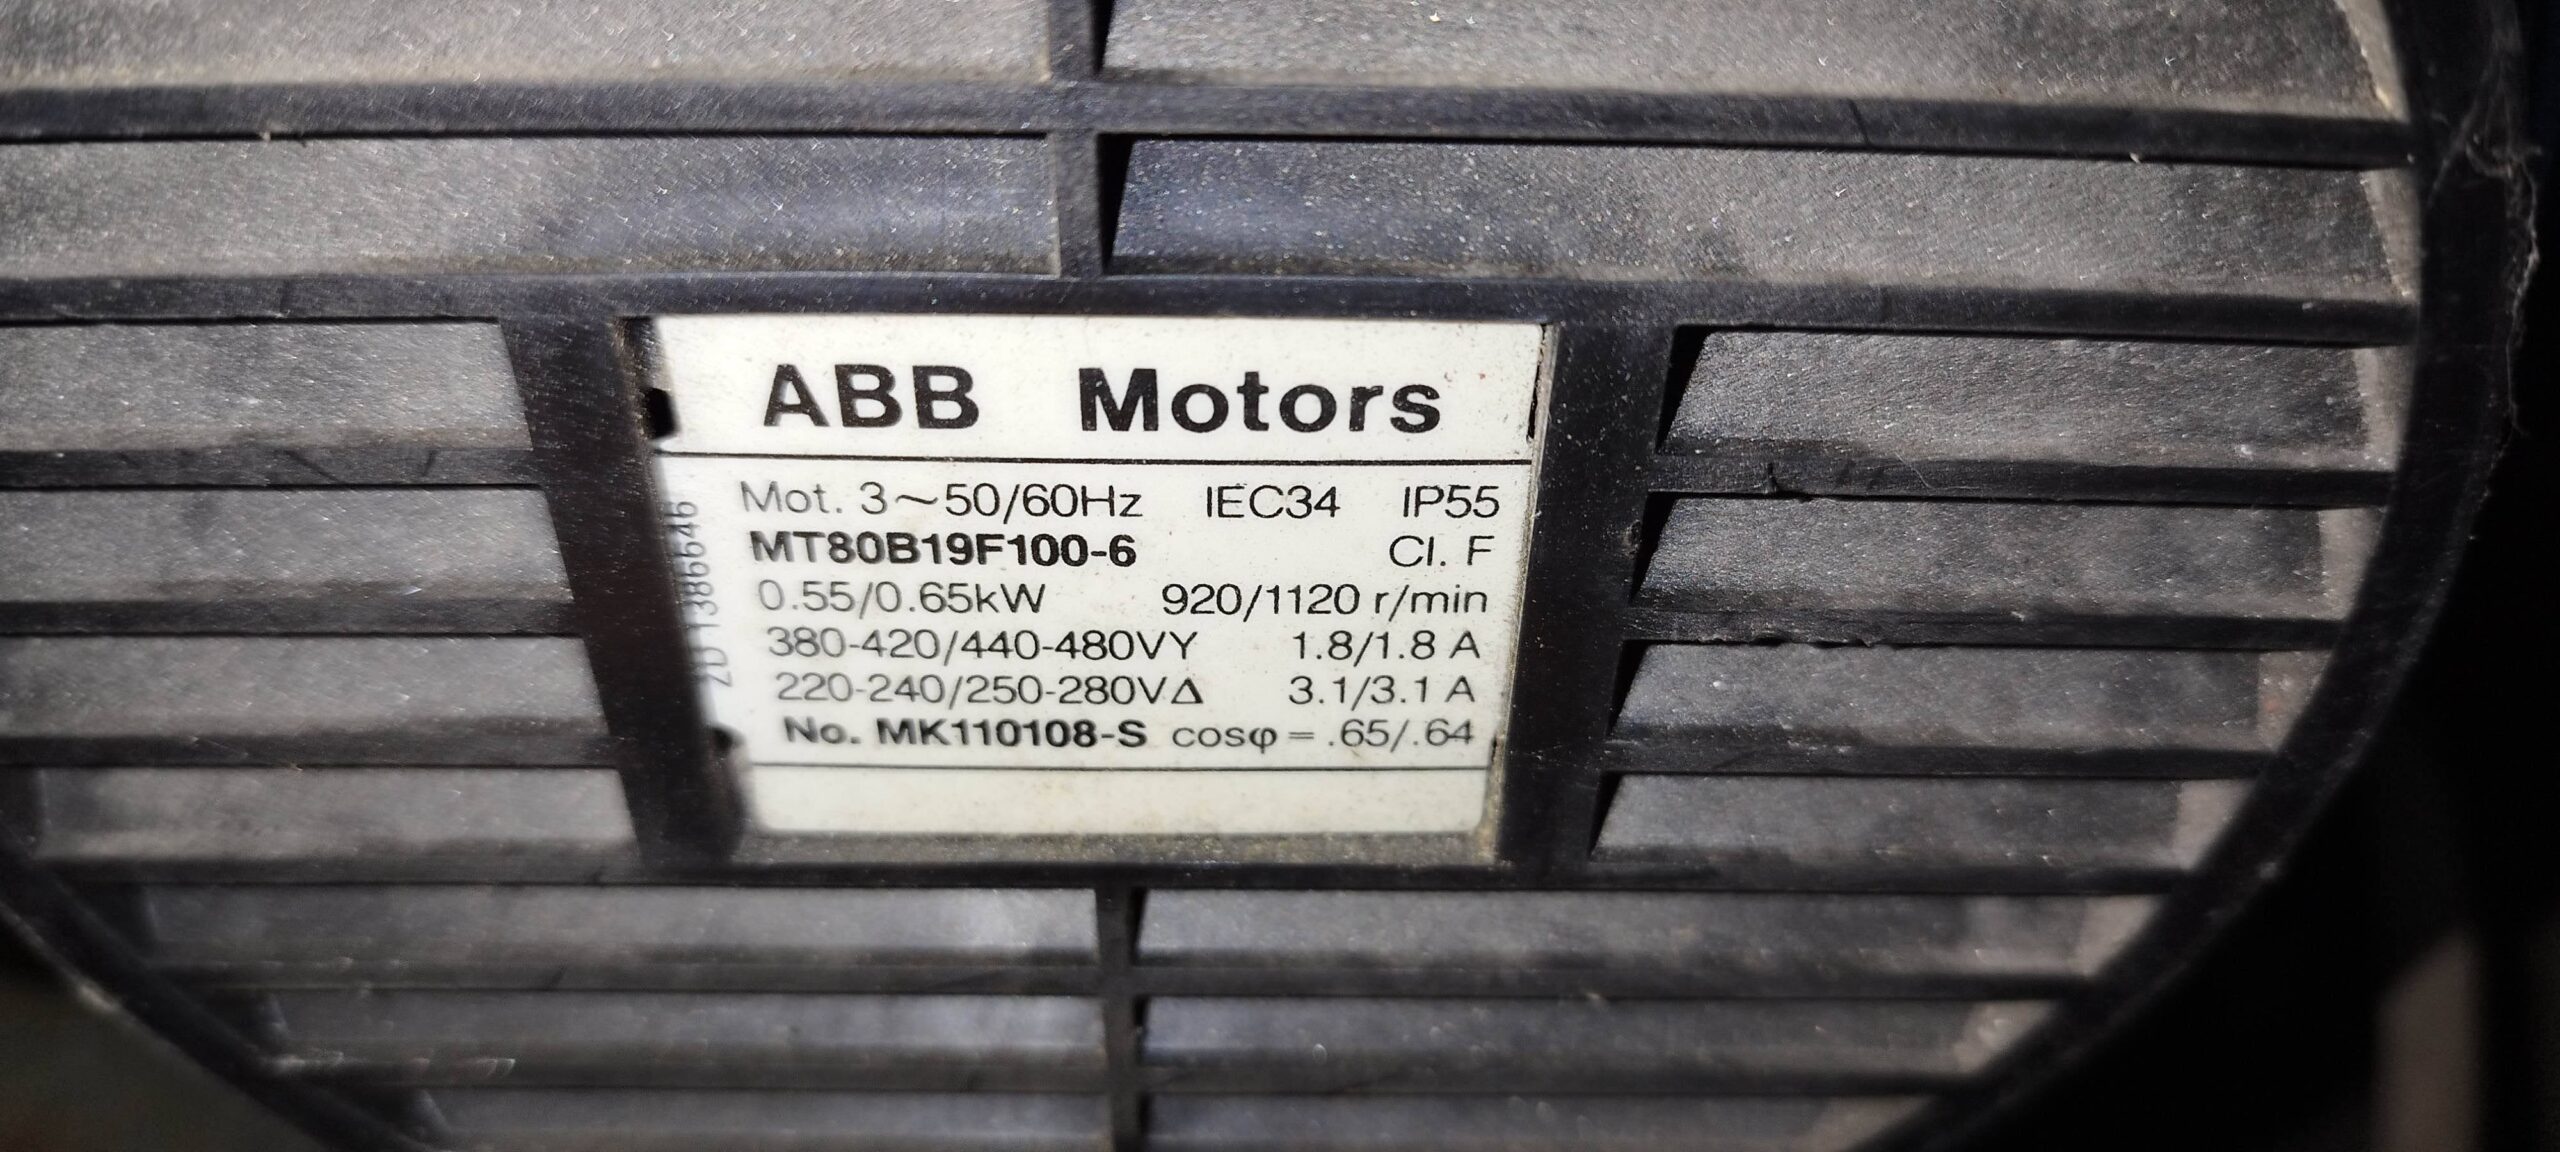 ABB Motors
Mot. 3~50/60Hz IEC34 IP55
MT80B19F100-6 Cl. F
0.55/0.65kW 920/1120 r/min
380-420/440-480VY 1.8/1.8 A
220-240/250-280VΔ 3.1/3.1 A
No. MK110108-S cosφ = .65/.64